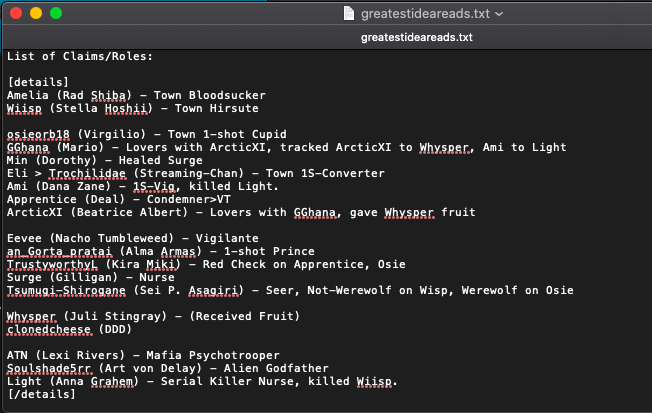 greatestideareads.txt
greatestideareads.txt
List of Claims/Roles:
[details]
Amelia (Rad Shiba) – Town Bloodsucker
Wiisp (Stella Hoshii) – Town Hirsute
osieorb18 (Virgilio) – Town 1-shot Cupid
GGhana (Mario) – Lovers with ArcticXI, tracked ArcticXI to Whysper, Ami to Light
Min (Dorothy) – Healed Surge
Eli > Trochilidae (Streaming-Chan) – Town 1S-Converter
Ami (Dana Zane) – 1S-Vig, killed Light.
Apprentice (Deal) – Condemner>VT
ArcticXI (Beatrice Albert) – Lovers with GGhana, gave Whysper fruit
Eevee (Nacho Tumbleweed) – Vigilante
an_Gorta_pratai (Alma Armas) – 1-shot Prince
TrustyworthyL (Kira Miki) – Red Check on Apprentice, Osie
Surge (Gilligan) – Nurse
Tsumugi-Shirogane (Sei P. Asagiri) – Seer, Not-Werewolf on Wisp, Werewolf on Osie
Whysper (Juli Stingray) – (Received Fruit)
clonedcheese (DDD)
ATN (Lexi Rivers) – Mafia Psychotrooper
Soulshade5rr (Art von Delay) – Alien Godfather
Light (Anna Grahem) – Serial Killer Nurse, killed Wiisp.
[/details]